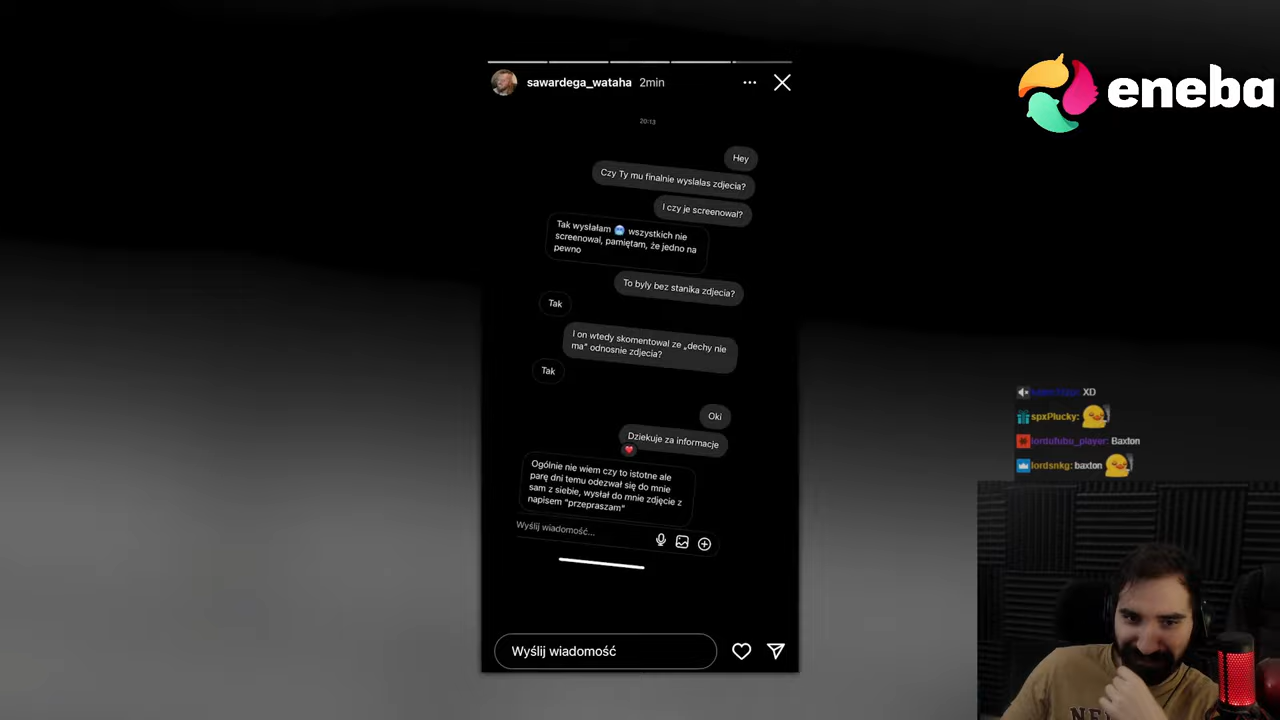 sawardega_wataha 2min
eneba
20:13
Hey
Czy Ty mu finalnie wyslalas zdjecia?
I czy je screenowal?
Tak wysłałam 🥶 wszystkich nie
screenowal, pamiętam, że jedno na
pewno
To byly bez stanika zdjecia?
Tak
I on wtedy skomentowal ze „dechy nie
ma" odnosnie zdjecia?
Tak
Oki
Dziekuje za informacje
Ogólnie nie wiem czy to istotne ale
parę dni temu odezwał się do mnie
sam z siebie, wysłał do mnie zdjęcie z
napisem "przepraszam"
Wyślij wiadomość...
Wyślij wiadomość
XD
spxPlucky:
lordufubu_player: Baxton
lordsnkg: baxton